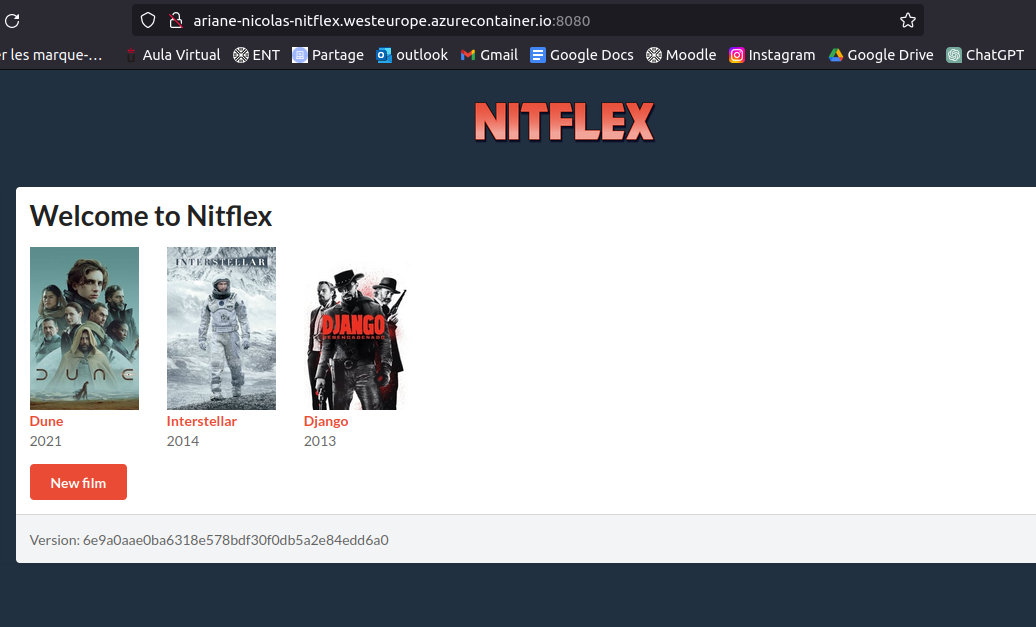 ariane-nicolas-nitflex.westeurope.azurecontainer.io:8080
er les marque-… Aula Virtual ENT Partage outlook Gmail Google Docs Moodle Instagram Google Drive ChatGPT
NITFLEX
Welcome to Nitflex
INTERSTELLAR
DJANGO
DUNE
Dune Interstellar Django
2021 2014 2013
New film
Version: 6e9a0aae0ba6318e578bdf30f0db5a2e84edd6a0